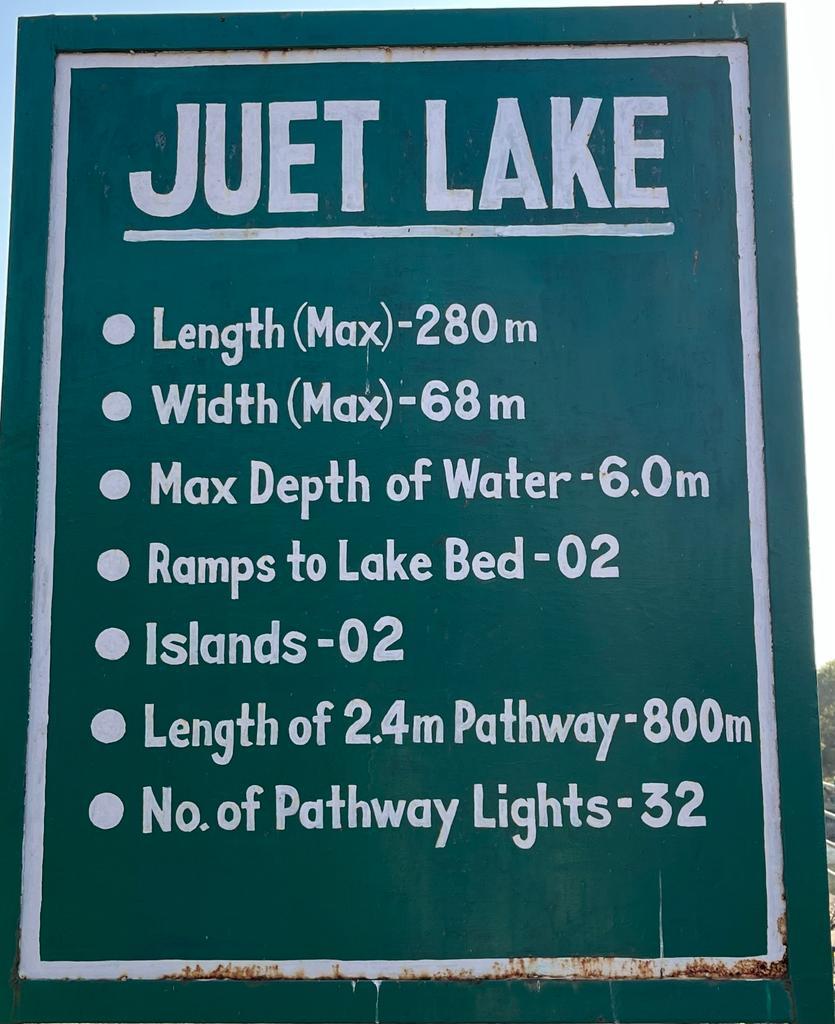 JUET LAKE
● Length (Max)-280m
● Width (Max)-68m
● Max Depth of Water-6.0m
● Ramps to Lake Bed-02
● Islands-02
● Length of 2.4m Pathway-800m
● No. of Pathway Lights-32